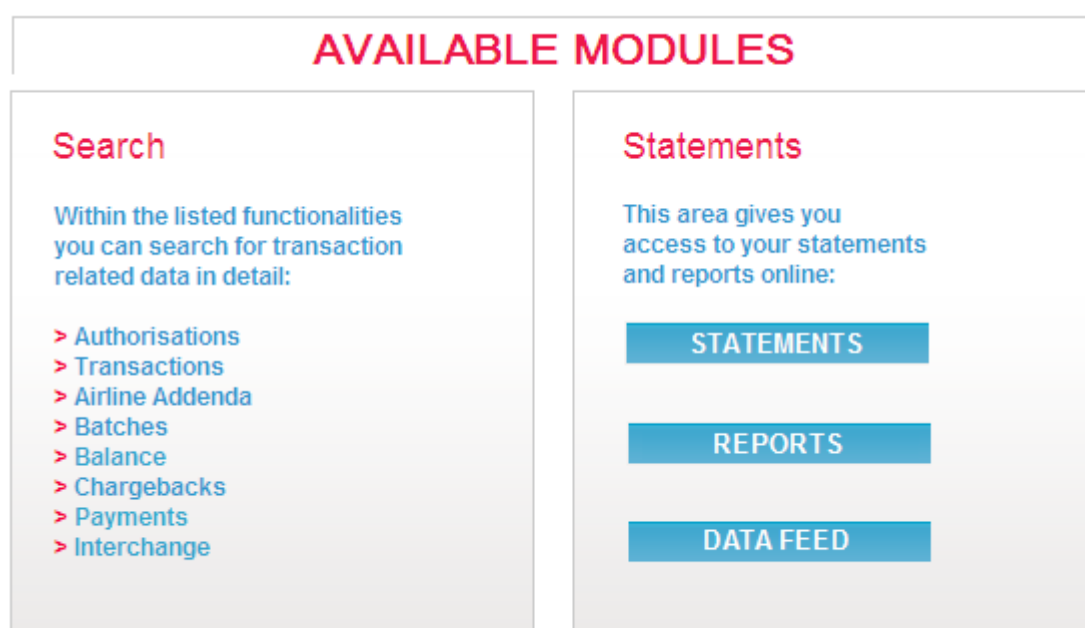 AVAILABLE MODULES
Search
Within the listed functionalities
you can search for transaction
related data in detail:
> Authorisations
> Transactions
> Airline Addenda
> Batches
> Balance
> Chargebacks
> Payments
> Interchange
Statements
This area gives you
access to your statements
and reports online:
STATEMENTS
REPORTS
DATA FEED